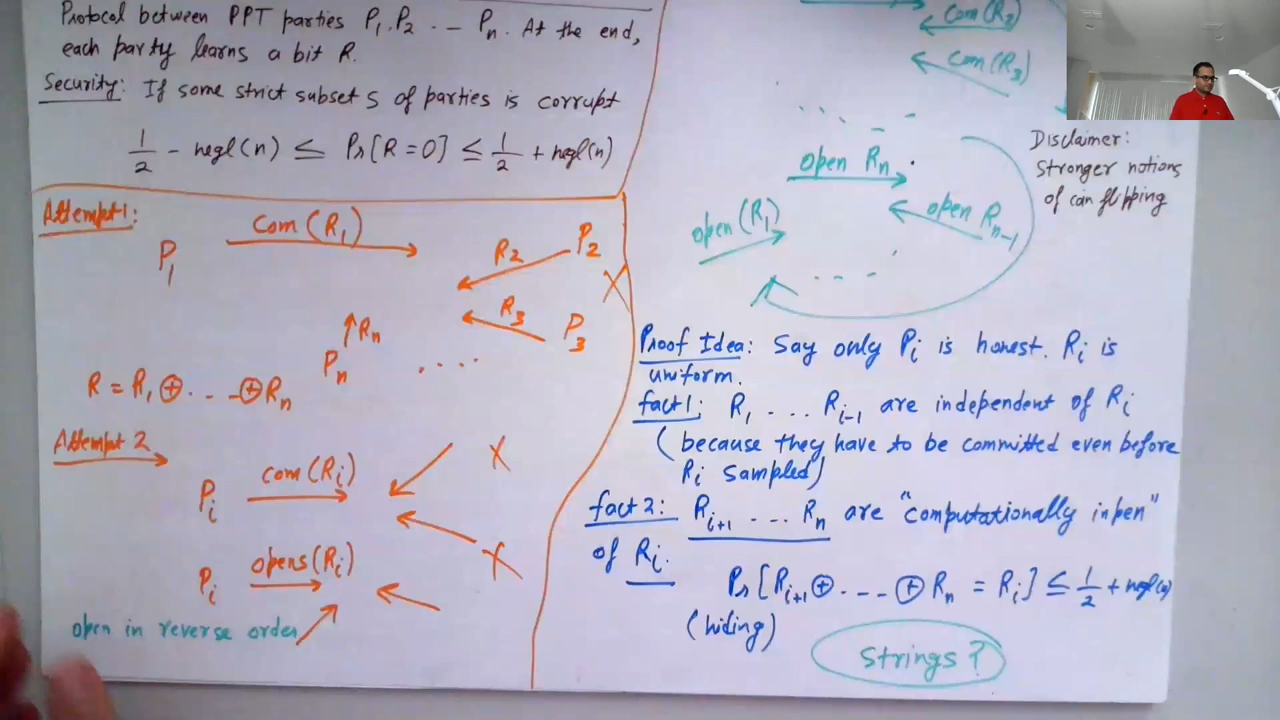 Protocol between PPT parties P₁, P₂ ... Pₙ. At the end,
each party learns a bit R.
Security: If some strict subset S of parties is corrupt
1/2 - negl(n) ≤ Pr[R=0] ≤ 1/2 + negl(n)
Attempt 1:
P₁ Com(R₁) R₂ P₂
R₃ P₃ X
Pₙ Rₙ ....
R = R₁ ⊕ . . . ⊕ Rₙ
Attempt 2
Pᵢ com(Rᵢ) X
Pᵢ opens(Rᵢ) X
open in reverse order
com(R₂)
com(R₃)
open Rₙ
open(R₁) open Rₙ₋₁
Disclaimer:
Stronger notions
of coin flipping
Proof Idea: Say only Pᵢ is honest. Rᵢ is
uniform.
fact1: R₁ ... Rᵢ₋₁ are independent of Rᵢ
(because they have to be committed even before
Rᵢ sampled)
fact 2: Rᵢ₊₁ ... Rₙ are "computationally inpen"
of Rᵢ.
Pr[Rᵢ₊₁ ⊕ . . . ⊕ Rₙ = Rᵢ] ≤ 1/2 + negl(n)
(hiding)
Strings ?